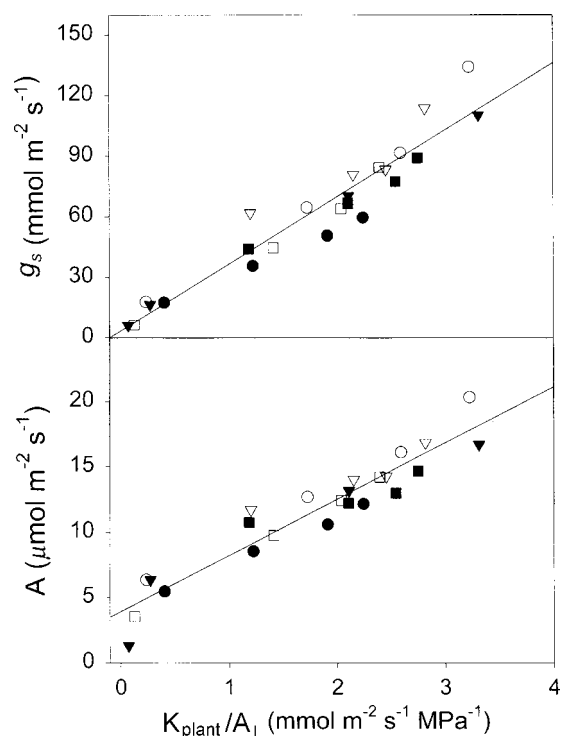 150
120
90
60
30
0
g_s (mmol m⁻² s⁻¹)
20
15
10
5
0
A (μmol m⁻² s⁻¹)
0 1 2 3 4
K_plant/A_l (mmol m⁻² s⁻¹ MPa⁻¹)